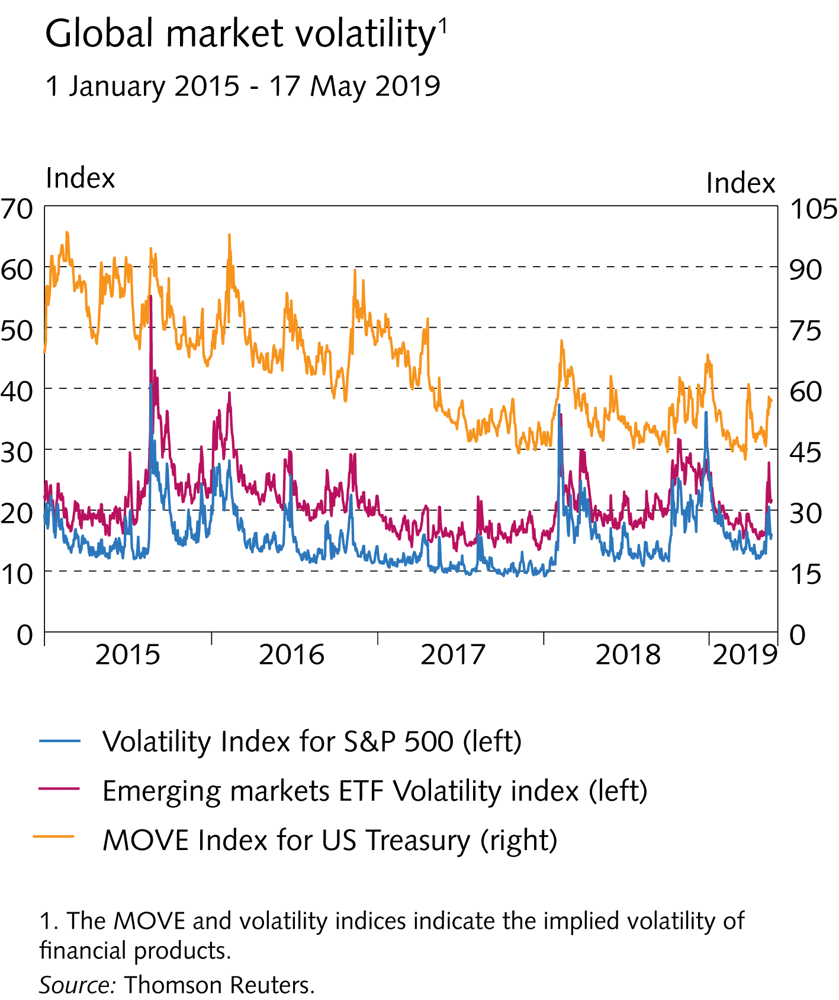 Global market volatility¹
1 January 2015 - 17 May 2019
Index
Index
70
105
60
90
50
75
40
60
30
45
20
30
10
15
0
0
2015
2016
2017
2018
2019
Volatility Index for S&P 500 (left)
Emerging markets ETF Volatility index (left)
MOVE Index for US Treasury (right)
1. The MOVE and volatility indices indicate the implied volatility of
financial products.
Source: Thomson Reuters.